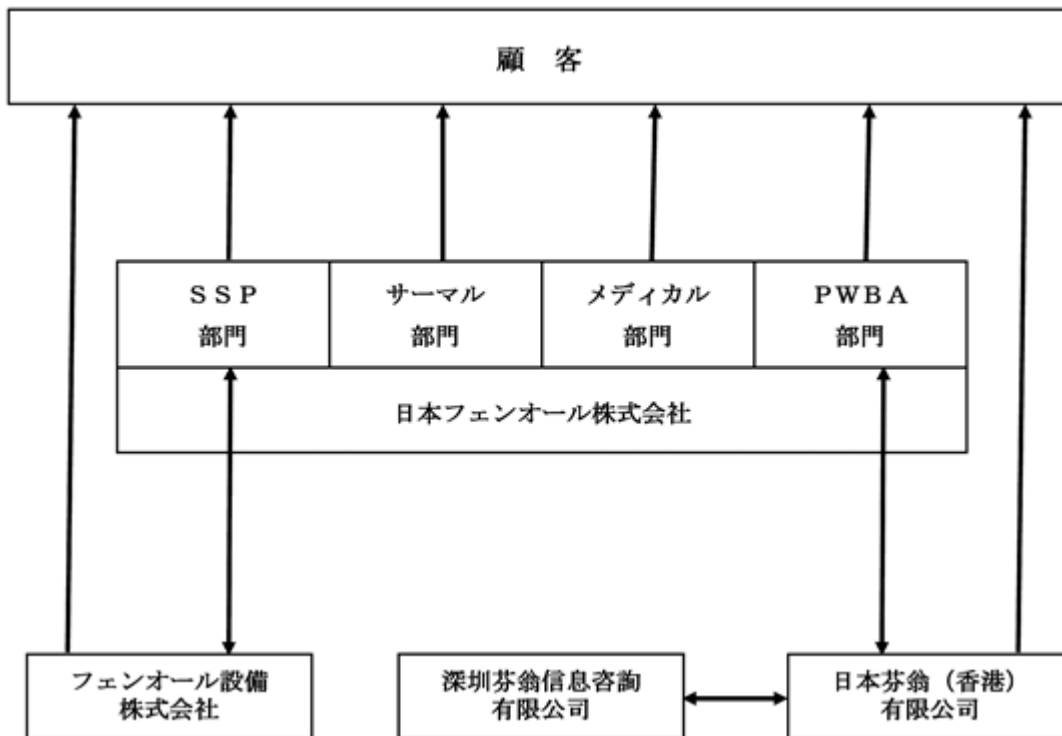 顧　客
ＳＳＰ
部門
サーマル
部門
メディカル
部門
ＰＷＢＡ
部門
日本フェンオール株式会社
フェンオール設備
株式会社
深圳芬翁信息咨詢
有限公司
日本芬翁（香港）
有限公司